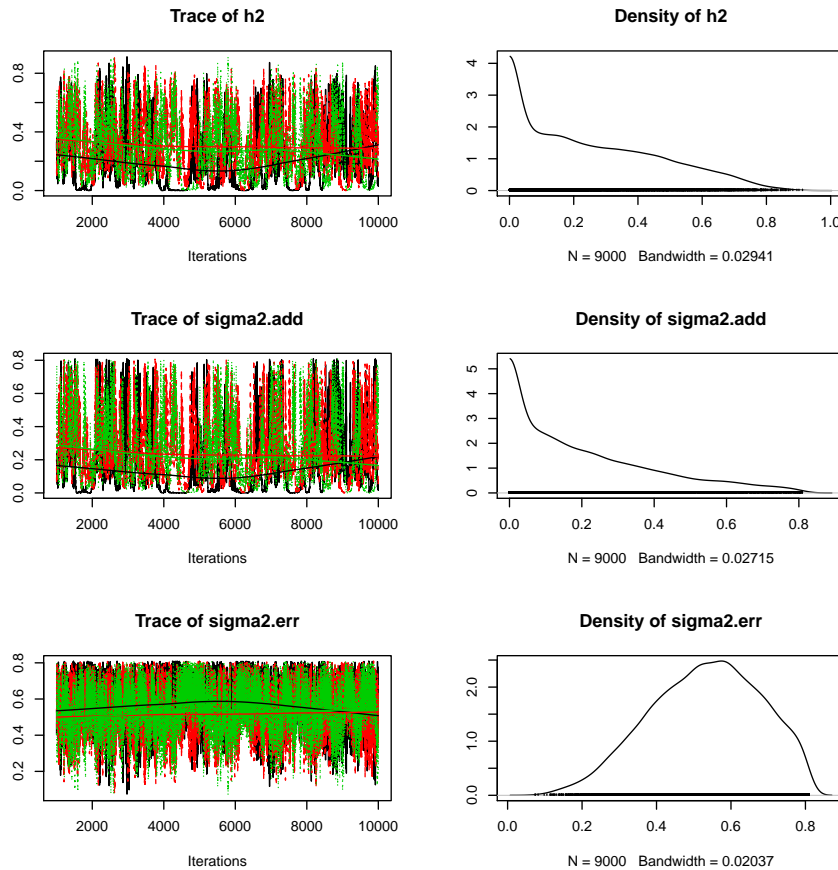 Trace of h2
0.0 0.4 0.8
2000 4000 6000 8000 10000
Iterations
Density of h2
0 1 2 3 4
0.0 0.2 0.4 0.6 0.8 1.0
N = 9000 Bandwidth = 0.02941
Trace of sigma2.add
0.0 0.2 0.4 0.6 0.8
2000 4000 6000 8000 10000
Iterations
Density of sigma2.add
0 1 2 3 4 5
0.0 0.2 0.4 0.6 0.8
N = 9000 Bandwidth = 0.02715
Trace of sigma2.err
0.2 0.4 0.6 0.8
2000 4000 6000 8000 10000
Iterations
Density of sigma2.err
0.0 1.0 2.0
0.0 0.2 0.4 0.6 0.8
N = 9000 Bandwidth = 0.02037